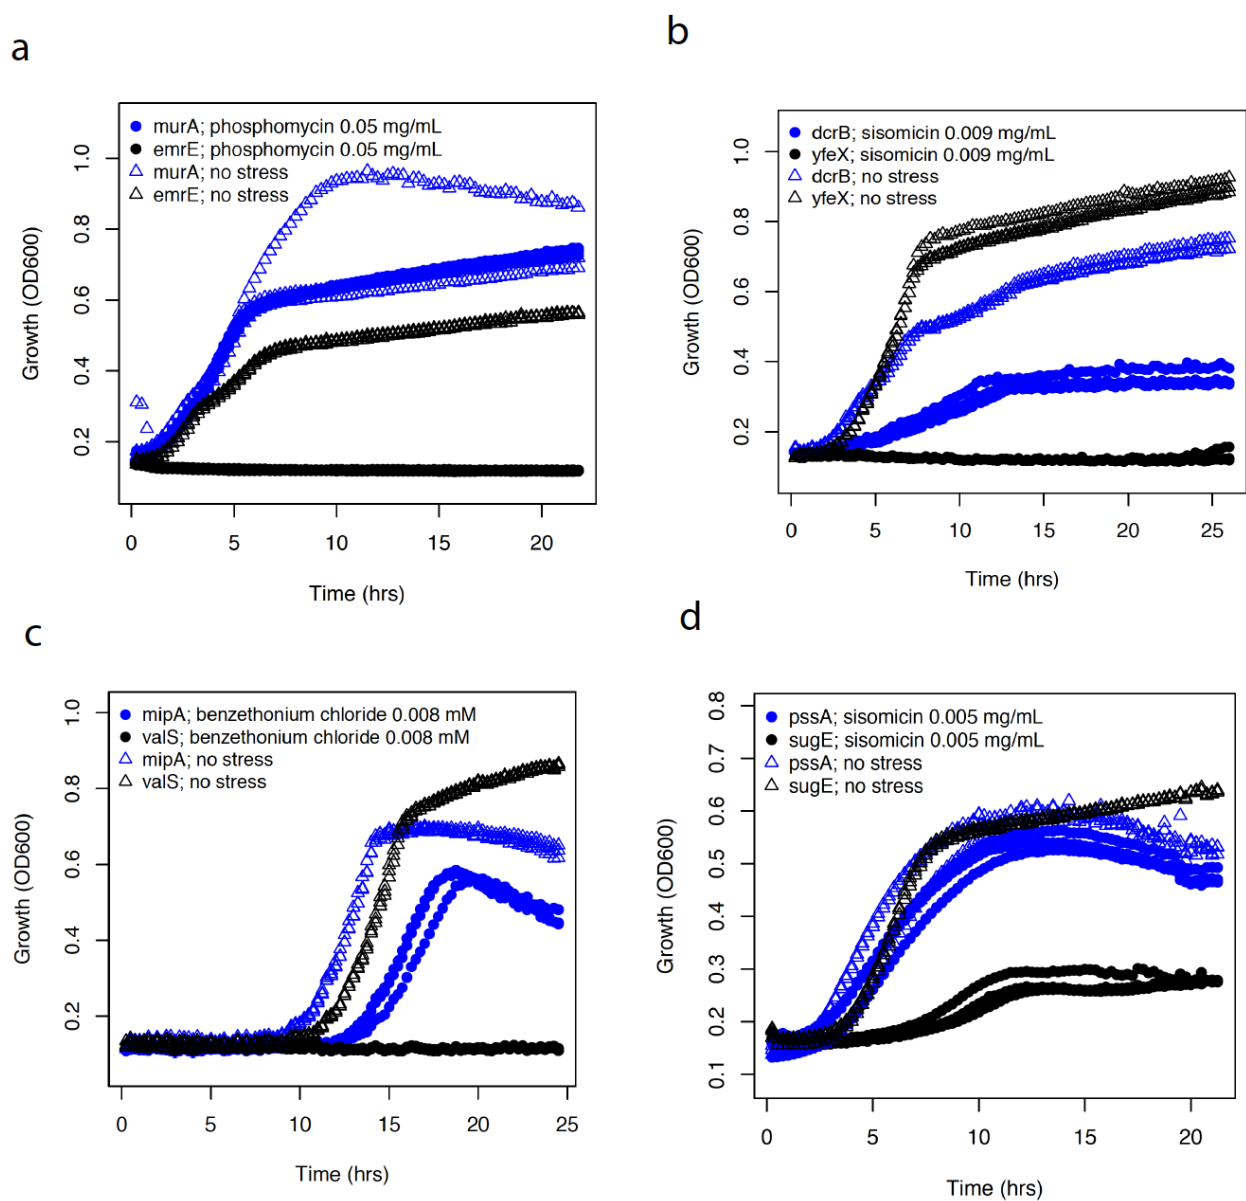 a
murA; phosphomycin 0.05 mg/mL
emrE; phosphomycin 0.05 mg/mL
murA; no stress
emrE; no stress
Growth (OD600)
1.0
0.8
0.6
0.4
0.2
0 5 10 15 20
Time (hrs)
b
dcrB; sisomicin 0.009 mg/mL
yfeX; sisomicin 0.009 mg/mL
dcrB; no stress
yfeX; no stress
Growth (OD600)
1.0
0.8
0.6
0.4
0.2
0 5 10 15 20 25
Time (hrs)
c
mipA; benzethonium chloride 0.008 mM
valS; benzethonium chloride 0.008 mM
mipA; no stress
valS; no stress
Growth (OD600)
1.0
0.8
0.6
0.4
0.2
0 5 10 15 20 25
Time (hrs)
d
pssA; sisomicin 0.005 mg/mL
sugE; sisomicin 0.005 mg/mL
pssA; no stress
sugE; no stress
Growth (OD600)
0.8
0.7
0.6
0.5
0.4
0.3
0.2
0.1
0 5 10 15 20
Time (hrs)